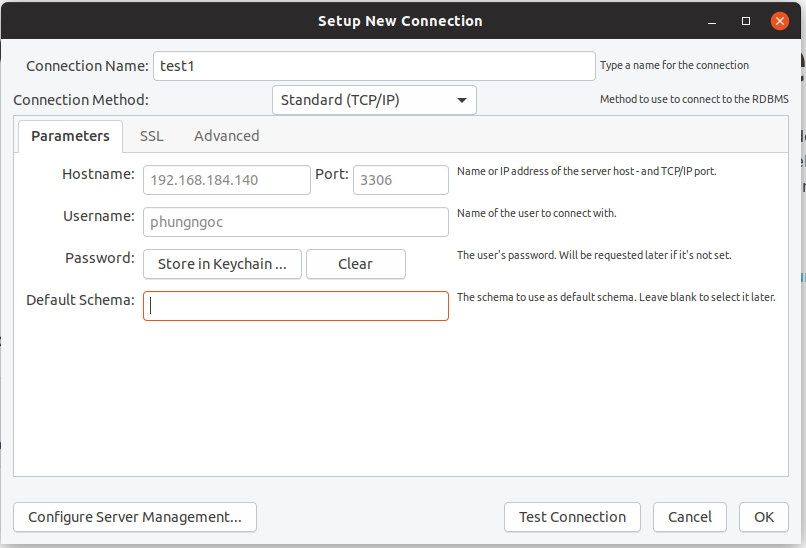 Setup New Connection
Connection Name: test1 Type a name for the connection
Connection Method: Standard (TCP/IP) Method to use to connect to the RDBMS
Parameters SSL Advanced
Hostname: 192.168.184.140 Port: 3306 Name or IP address of the server host - and TCP/IP port.
Username: phungngoc Name of the user to connect with.
Password: Store in Keychain ... Clear The user's password. Will be requested later if it's not set.
Default Schema: The schema to use as default schema. Leave blank to select it later.
Configure Server Management... Test Connection Cancel OK